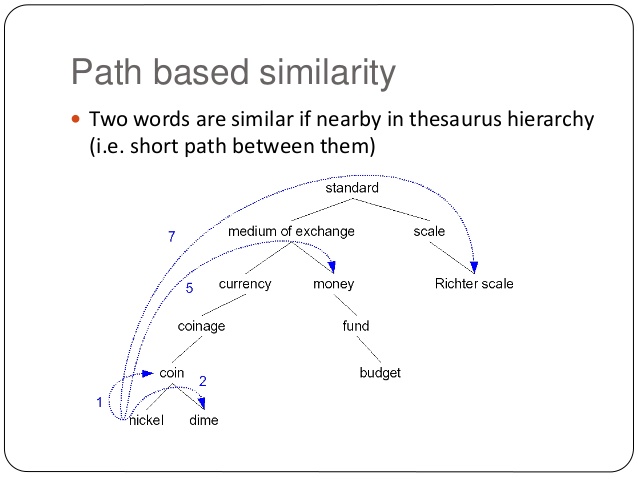 Path based similarity
• Two words are similar if nearby in thesaurus hierarchy
(i.e. short path between them)
standard
7
medium of exchange
scale
5
currency
money
Richter scale
coinage
fund
coin
2
budget
1
nickel
dime